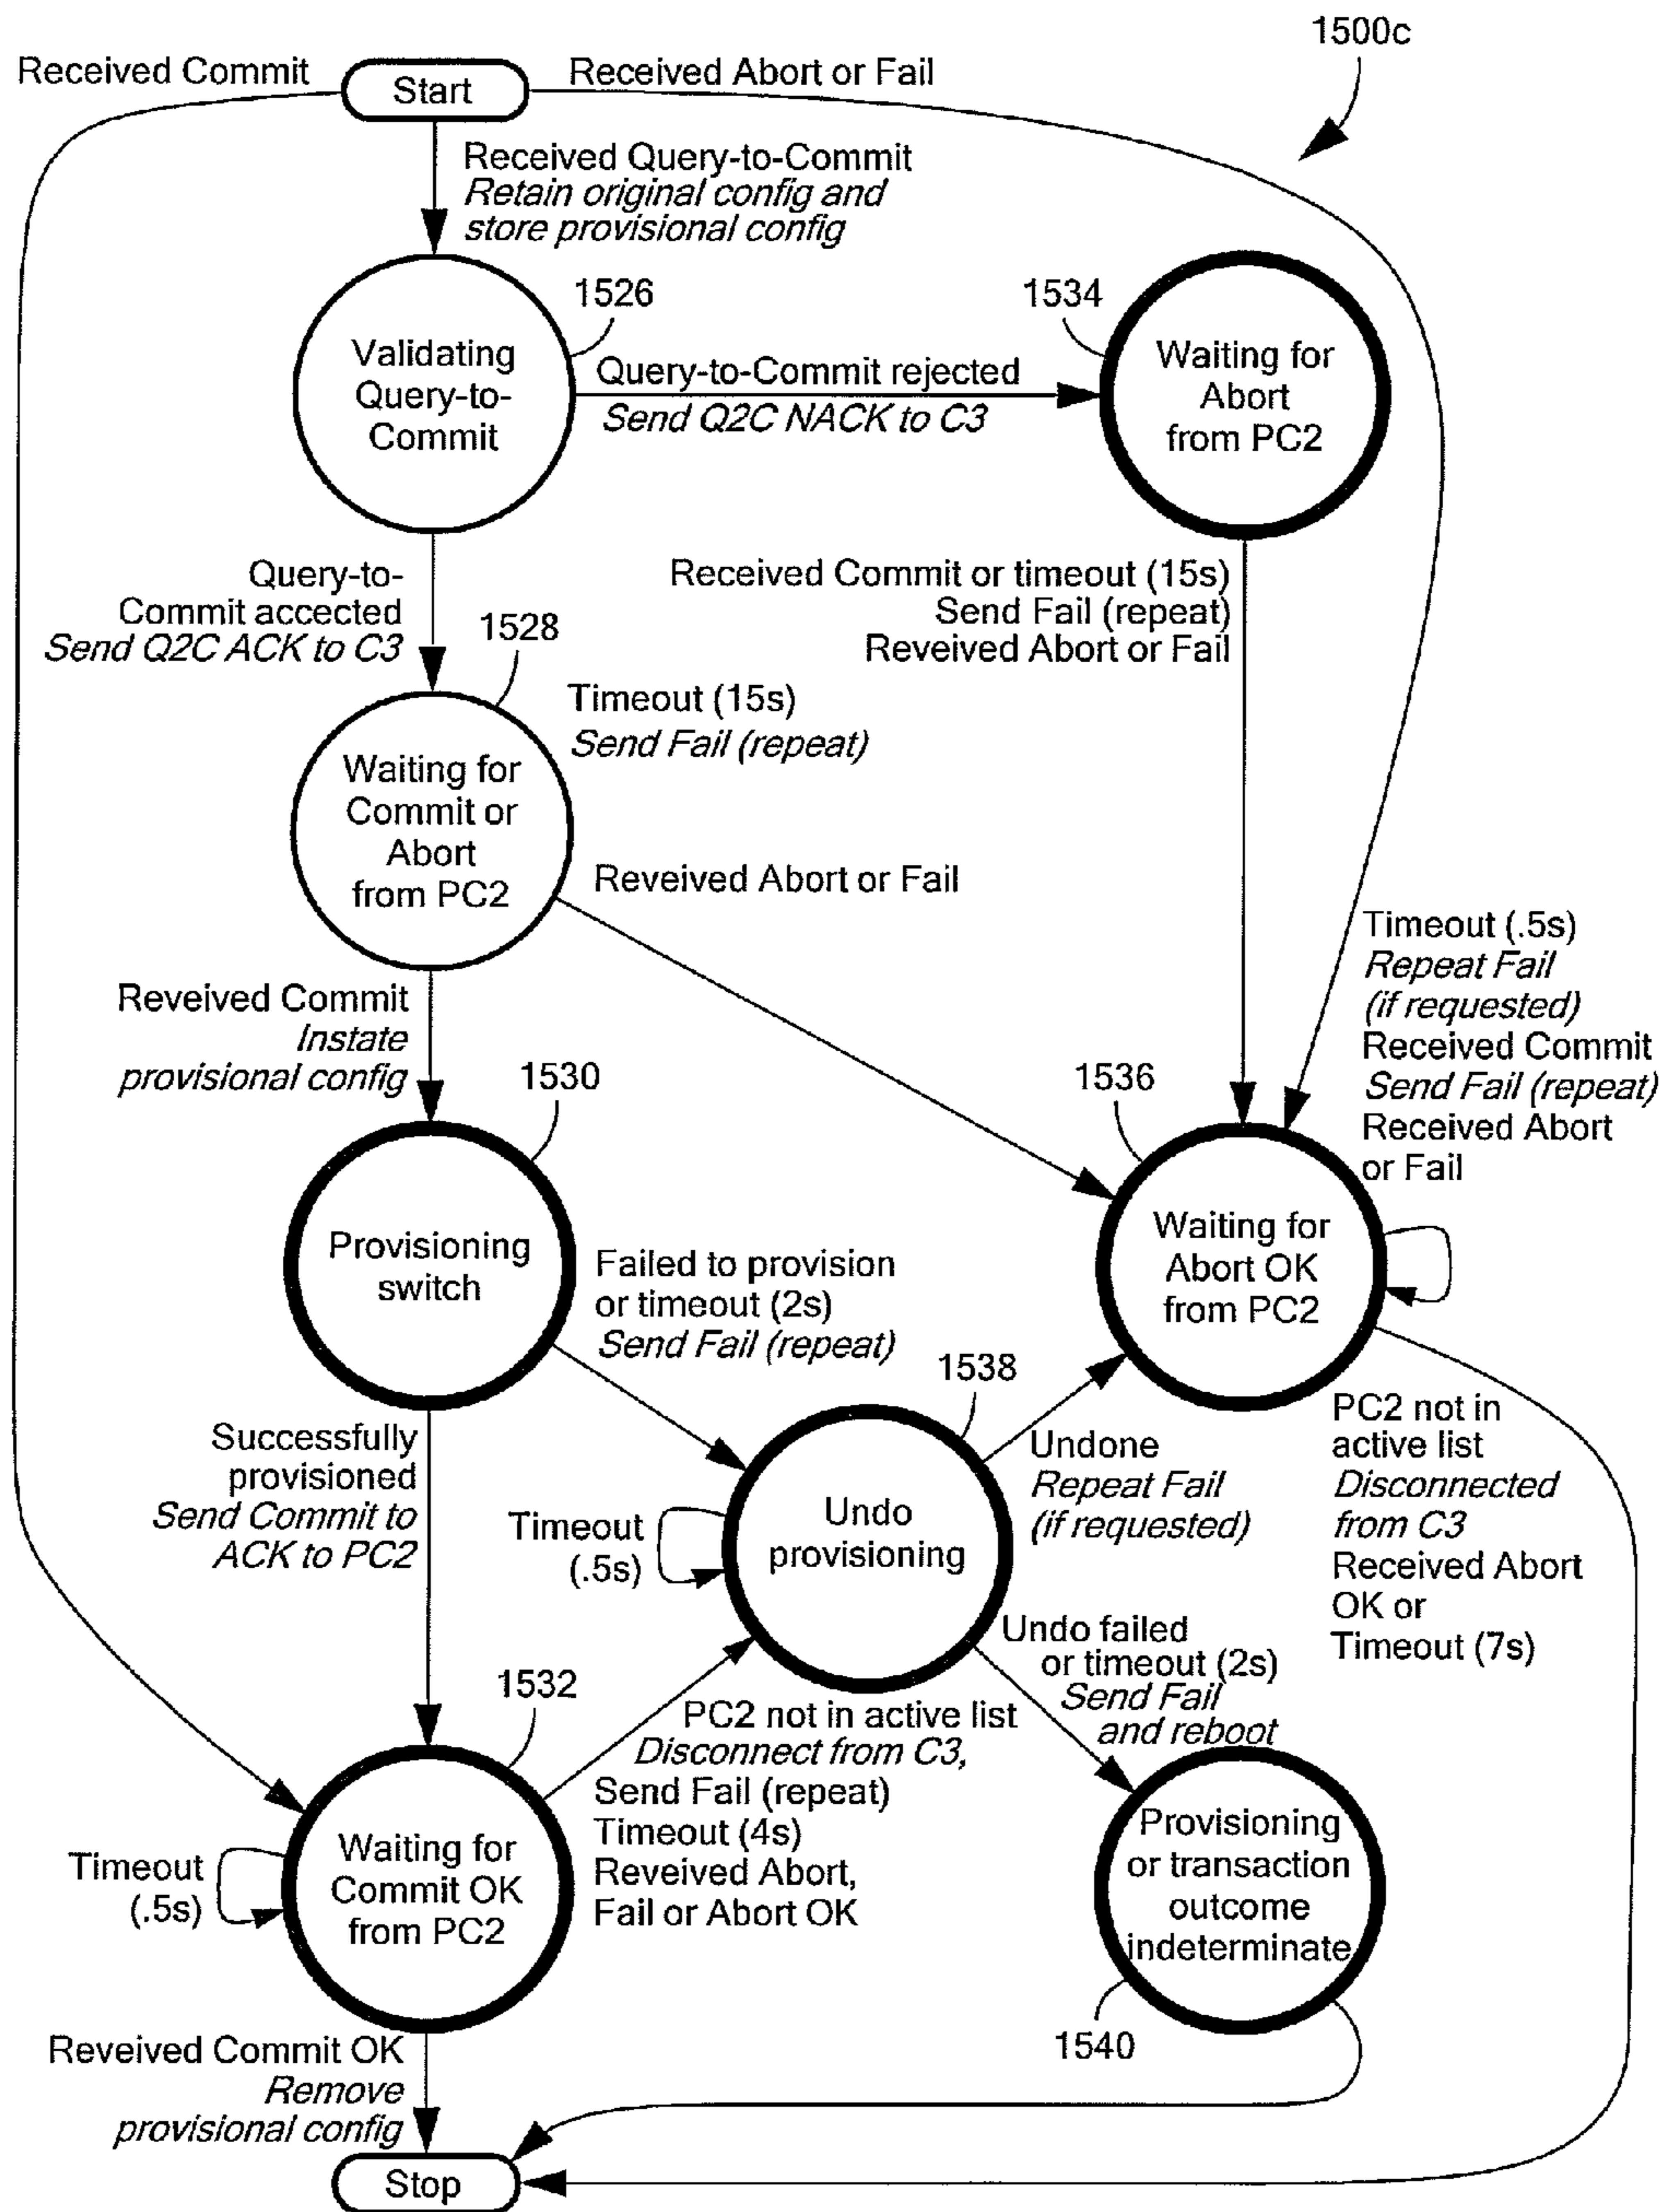 1500c
Received Commit
Start
Received Abort or Fail
Received Query-to-Commit
Retain original config and
store provisional config
1526
1534
Validating
Query-to-
Commit
Query-to-Commit rejected
Send Q2C NACK to C3
Waiting for
Abort
from PC2
Query-to-
Commit accected
Send Q2C ACK to C3
1528
Received Commit or timeout (15s)
Send Fail (repeat)
Reveived Abort or Fail
Timeout (15s)
Send Fail (repeat)
Waiting for
Commit or
Abort
from PC2
Reveived Abort or Fail
Timeout (.5s)
Repeat Fail
(if requested)
Received Commit
Send Fail (repeat)
Received Abort
or Fail
Reveived Commit
Instate
provisional config
1530
1536
Provisioning
switch
Failed to provision
or timeout (2s)
Send Fail (repeat)
Waiting for
Abort OK
from PC2
1538
Successfully
provisioned
Send Commit to
ACK to PC2
Timeout
(.5s)
Undo
provisioning
Undone
Repeat Fail
(if requested)
PC2 not in
active list
Disconnected
from C3
Received Abort
OK or
Timeout (7s)
Undo failed
or timeout (2s)
Send Fail
and reboot
1532
PC2 not in active list
Disconnect from C3,
Send Fail (repeat)
Timeout (4s)
Reveived Abort,
Fail or Abort OK
Timeout
(.5s)
Waiting for
Commit OK
from PC2
Provisioning
or transaction
outcome
indeterminate
1540
Reveived Commit OK
Remove
provisional config
Stop